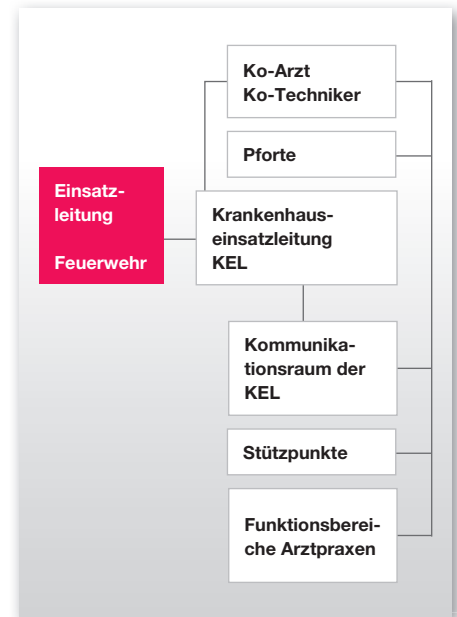 Ko-Arzt
Ko-Techniker
Pforte
Einsatz-
leitung
Feuerwehr
Krankenhaus-
einsatzleitung
KEL
Kommunika-
tionsraum der
KEL
Stützpunkte
Funktionsberei-
che Arztpraxen